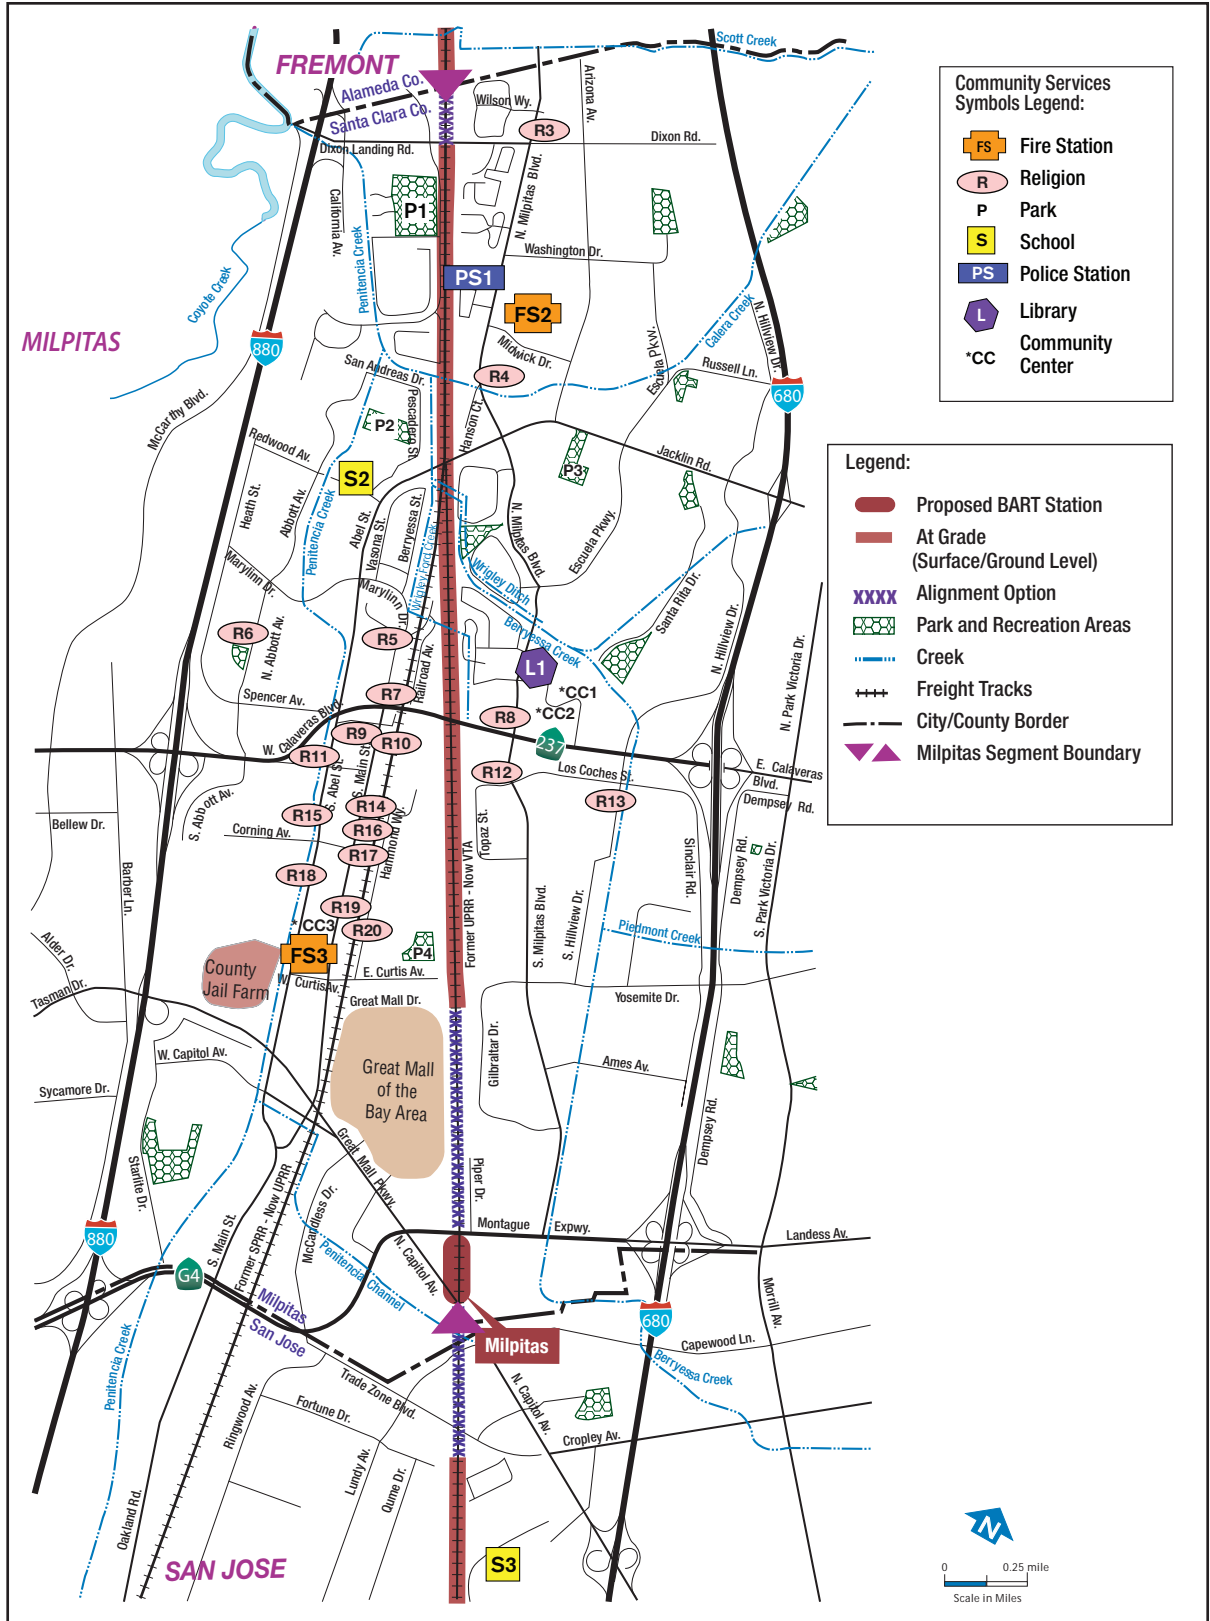 Scott Creek
FREMONT
Alameda Co.
Santa Clara Co.
Wilson Wy.
Arizona Av.
R3
Dixon Rd.
Dixon Landing Rd.
California Av.
P1
N. Milpitas Blvd.
Washington Dr.
Penitencia Creek
Coyote Creek
PS1
FS2
Calera Creek
N. Hillview Dr.
MILPITAS
880
Midwick Dr.
Escuela Pkwy.
Russell Ln.
San Andreas Dr.
R4
680
Pescadero St.
McCarthy Blvd.
Hanson Ct.
P2
Redwood Av.
Jacklin Rd.
P3
S2
Heath St.
Abbott Av.
Penitencia Creek
Abel St.
Vasona St.
Berryessa St.
N. Milpitas Blvd.
Escuela Pkwy.
Wrigley Ford Creek
Wrigley Ditch
Marylinn Dr.
Marylinn Dr.
Santa Rita Dr.
Berryessa Creek
R6
N. Abbott Av.
R5
N. Hillview Dr.
N. Park Victoria Dr.
Railroad Av.
L1
*CC1
Spencer Av.
R7
*CC2
R8
W. Calaveras Blvd.
R9
R10
237
R11
S. Main St.
S. Abel St.
R12
Los Coches St.
E. Calaveras
Blvd.
Dempsey Rd.
R13
S. Abbott Av.
R14
R15
Bellew Dr.
Corning Av.
R16
Hammond Wy.
Topaz St.
R17
Former UPRR - Now VTA
Sinclair Rd.
Dempsey Rd.
S. Park Victoria Dr.
Barber Ln.
R18
S. Milpitas Blvd.
S. Hillview Dr.
R19
* CC3
R20
Piedmont Creek
Alder Dr.
FS3
P4
County
Jail Farm
W. Curtis Av.
E. Curtis Av.
Tasman Dr.
Great Mall Dr.
Yosemite Dr.
Gilbraltar Dr.
W. Capitol Av.
Ames Av.
Great Mall
of the
Bay Area
Sycamore Dr.
Dempsey Rd.
Great Mall Pkwy.
Starlite Dr.
Piper Dr.
McCandless Dr.
Former SPRR - Now UPRR
S. Main St.
Montague Expwy.
Landess Av.
880
G4
N. Capitol Av.
Penitencia Channel
Milpitas
San Jose
Morrill Av.
680
Milpitas
Capewood Ln.
Penitencia Creek
Berryessa Creek
Trade Zone Blvd.
N. Capitol Av.
Ringwood Av.
Fortune Dr.
Cropley Av.
Lundy Av.
Qume Dr.
Oakland Rd.
SAN JOSE
S3
Community Services
Symbols Legend:
FS Fire Station
R Religion
P Park
S School
PS Police Station
L Library
*CC Community
Center
Legend:
Proposed BART Station
At Grade
(Surface/Ground Level)
XXXX Alignment Option
Park and Recreation Areas
Creek
Freight Tracks
City/County Border
Milpitas Segment Boundary
N
0 0.25 mile
Scale in Miles